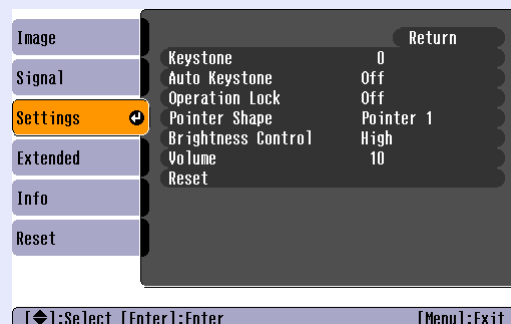 Image
Signal
Settings
Extended
Info
Reset
Return
Keystone 0
Auto Keystone Off
Operation Lock Off
Pointer Shape Pointer 1
Brightness Control High
Volume 10
Reset
[◆]:Select [Enter]:Enter [Menu]:Exit